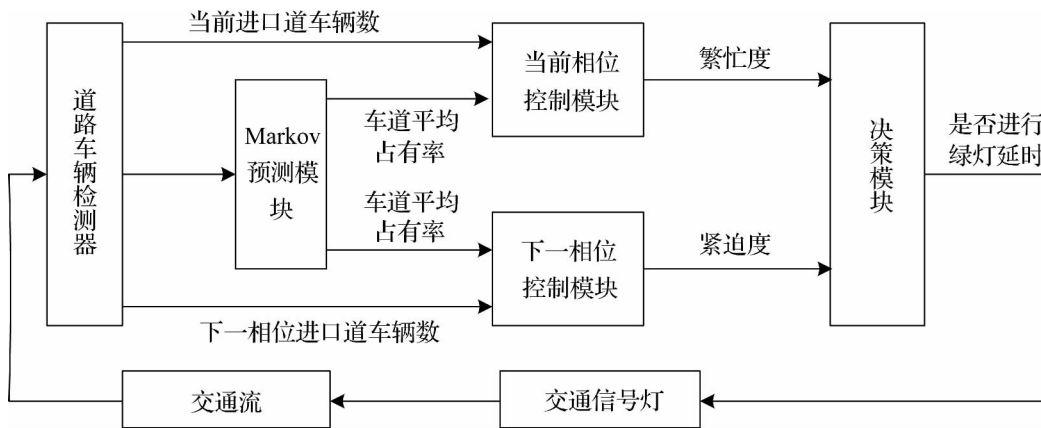 当前进口道车辆数
道路车辆检测器
Markov
预测模
块
车道平均
占有率
车道平均
占有率
下一相位进口道车辆数
当前相位
控制模块
下一相位
控制模块
繁忙度
紧迫度
决策模块
是否进行
绿灯延时
交通流
交通信号灯